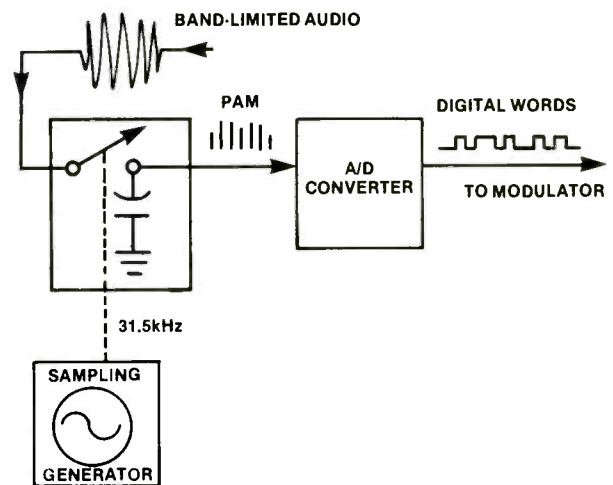 BAND-LIMITED AUDIO
PAM
DIGITAL WORDS
A/D
CONVERTER
TO MODULATOR
31.5kHz
SAMPLING
GENERATOR